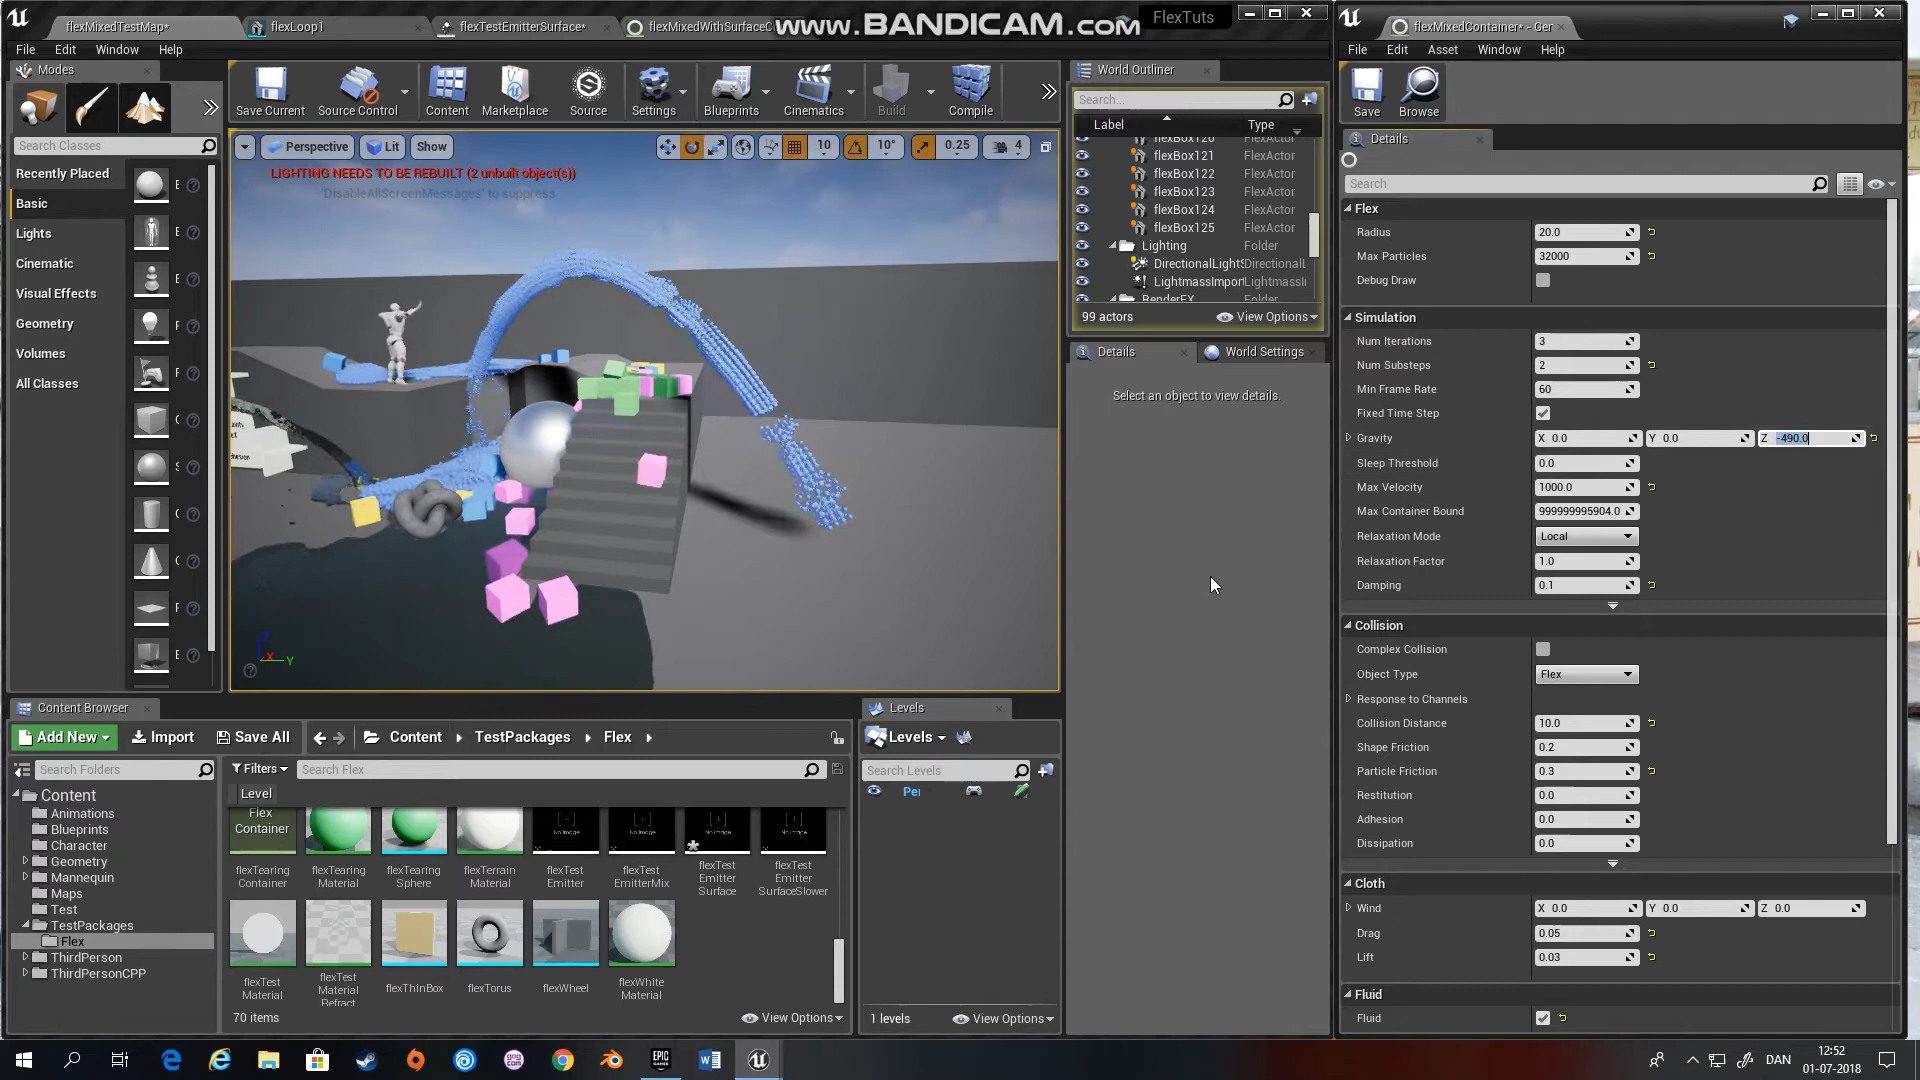 flexMixedTestMap*
flexLoop1
flexTestEmitterSurface*
flexMixedWithSurfaceC
www.BANDICAM.com
FlexTuts
flexMixedContainer* - Ger
File Edit Window Help
File Edit Asset Window Help
Modes
Save Current
Source Control
Content
Marketplace
Source
Settings
Blueprints
Cinematics
Build
Compile
World Outliner
Search...
Save
Browse
Search Classes
Recently Placed
Basic
Lights
Cinematic
Visual Effects
Geometry
Volumes
All Classes
Perspective
Lit
Show
10
10°
0.25
4
LIGHTING NEEDS TO BE REBUILT (2 unbuilt object(s))
'DisableAllScreenMessages' to suppress
Label Type
flexBox120 FlexActor
flexBox121 FlexActor
flexBox122 FlexActor
flexBox123 FlexActor
flexBox124 FlexActor
flexBox125 FlexActor
Lighting Folder
DirectionalLightS DirectionalL
LightmassImport LightmassI
RenderFX Folder
99 actors
View Options
Details
World Settings
Select an object to view details.
Details
Search
Flex
Radius 20.0
Max Particles 32000
Debug Draw
Simulation
Num Iterations 3
Num Substeps 2
Min Frame Rate 60
Fixed Time Step
Gravity X 0.0 Y 0.0 Z -490.0
Sleep Threshold 0.0
Max Velocity 1000.0
Max Container Bound 999999995904.0
Relaxation Mode Local
Relaxation Factor 1.0
Damping 0.1
Collision
Complex Collision
Object Type Flex
Response to Channels
Collision Distance 10.0
Shape Friction 0.2
Particle Friction 0.3
Restitution 0.0
Adhesion 0.0
Dissipation 0.0
Cloth
Wind X 0.0 Y 0.0 Z 0.0
Drag 0.05
Lift 0.03
Fluid
Fluid
Content Browser
Add New
Import
Save All
Content
TestPackages
Flex
Search Folders
Filters
Search Flex
Level
Content
Animations
Blueprints
Character
Geometry
Mannequin
Maps
Test
TestPackages
Flex
ThirdPerson
ThirdPersonCPP
Flex
Container
flexTearing
Container
flexTearing
Material
flexTearing
Sphere
flexTerrain
Material
flexTest
Emitter
flexTest
EmitterMix
flexTest
Emitter
Surface
flexTest
Emitter
SurfaceSlower
No Image
No Image
No Image
No Image
flexTest
Material
flexTest
Material
Refract
flexThinBox
flexTorus
flexWheel
flexWhite
Material
70 items
View Options
Levels
Levels
Search Levels
Per
1 levels
View Options
DAN
12:52
01-07-2018